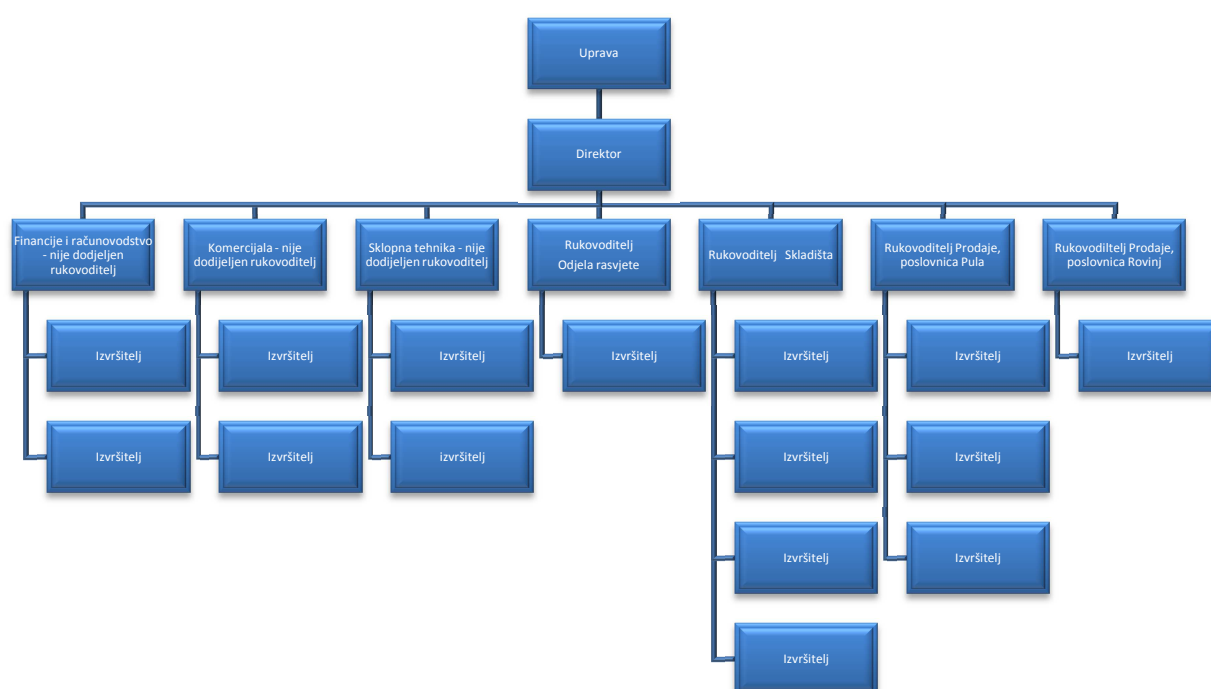 Uprava
Direktor
Financije i računovodstvo
- nije dodjeljen
rukovoditelj
Komercijala - nije
dodijeljen rukovoditelj
Sklopna tehnika - nije
dodijeljen rukovoditelj
Rukovoditelj
Odjela rasvjete
Rukovoditelj Skladišta
Rukovoditelj Prodaje,
poslovnica Pula
Rukovodiltelj Prodaje,
poslovnica Rovinj
Izvršitelj
Izvršitelj
Izvršitelj
Izvršitelj
Izvršitelj
Izvršitelj
Izvršitelj
Izvršitelj
Izvršitelj
izvršitelj
Izvršitelj
Izvršitelj
Izvršitelj
Izvršitelj
Izvršitelj